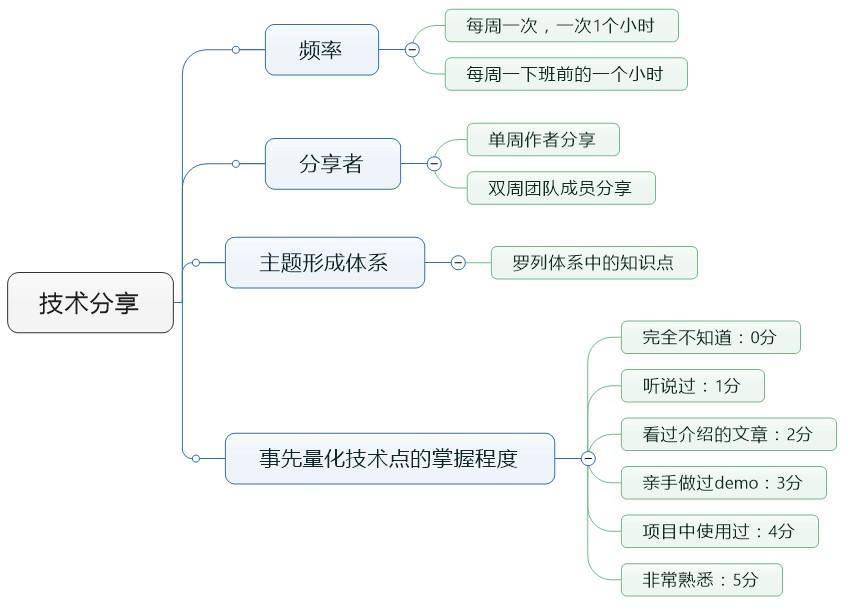 技术分享
频率
每周一次，一次1个小时
每周一下班前的一个小时
分享者
单周作者分享
双周团队成员分享
主题形成体系
罗列体系中的知识点
事先量化技术点的掌握程度
完全不知道：0分
听说过：1分
看过介绍的文章：2分
亲手做过demo：3分
项目中使用过：4分
非常熟悉：5分